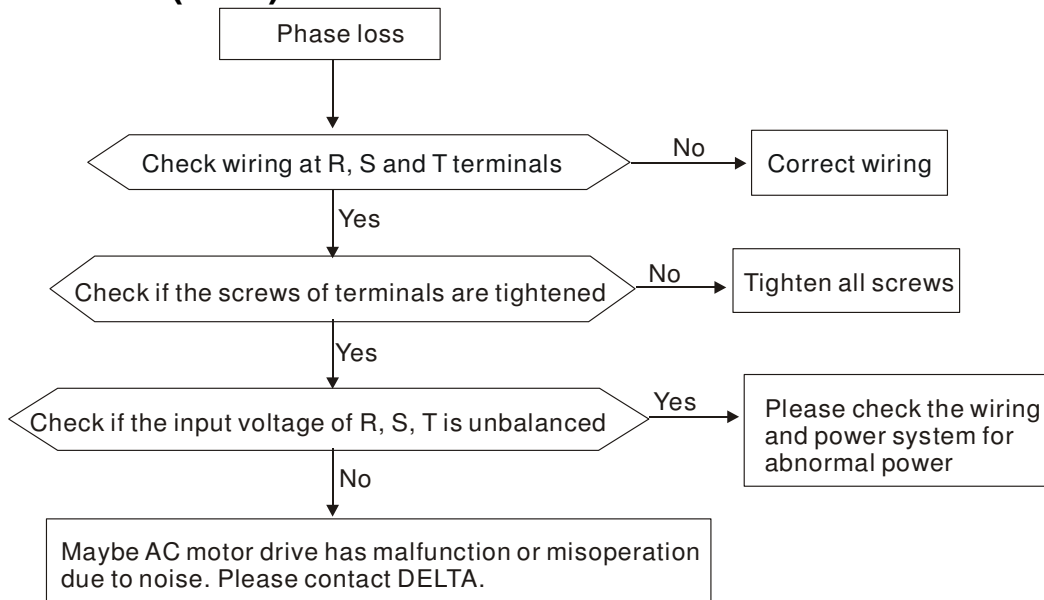 Phase loss
Check wiring at R, S and T terminals
No
Correct wiring
Yes
Check if the screws of terminals are tightened
No
Tighten all screws
Yes
Check if the input voltage of R, S, T is unbalanced
Yes
Please check the wiring
and power system for
abnormal power
No
Maybe AC motor drive has malfunction or misoperation
due to noise. Please contact DELTA.